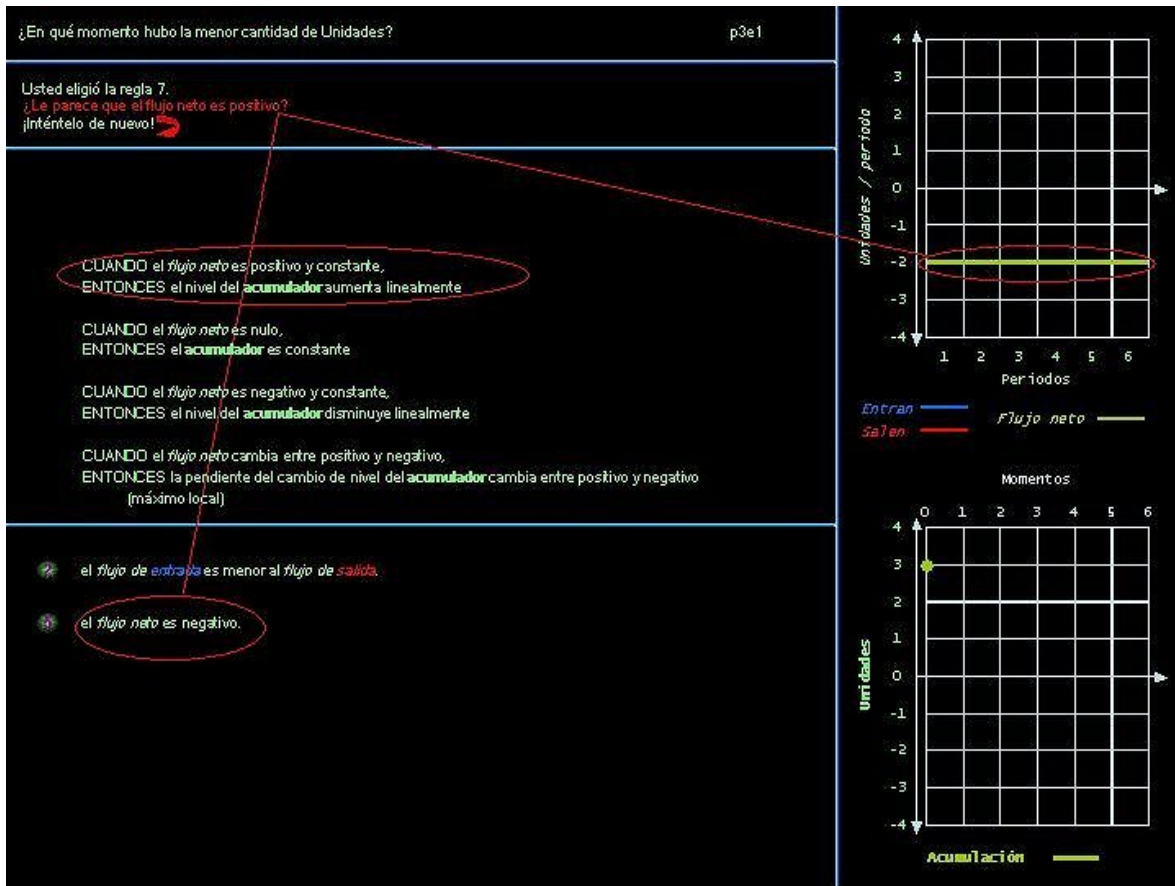 ¿En qué momento hubo la menor cantidad de Unidades?
p3e1
Usted eligió la regla 7.
¿Le parece que el flujo neto es positivo?
¡Inténtelo de nuevo!
CUANDO el flujo neto es positivo y constante,
ENTONCES el nivel del acumulador aumenta linealmente
CUANDO el flujo neto es nulo,
ENTONCES el acumulador es constante
CUANDO el flujo neto es negativo y constante,
ENTONCES el nivel del acumulador disminuye linealmente
CUANDO el flujo neto cambia entre positivo y negativo,
ENTONCES la pendiente del cambio de nivel del acumulador cambia entre positivo y negativo
(máximo local)
el flujo de entrada es menor al flujo de salida.
el flujo neto es negativo.
Unidades / periodo
4
3
2
1
0
-1
-2
-3
-4
1 2 3 4 5 6
Periodos
Entran
Salen
Flujo neto
Momentos
0 1 2 3 4 5 6
Unidades
4
3
2
1
0
-1
-2
-3
-4
Acumulación